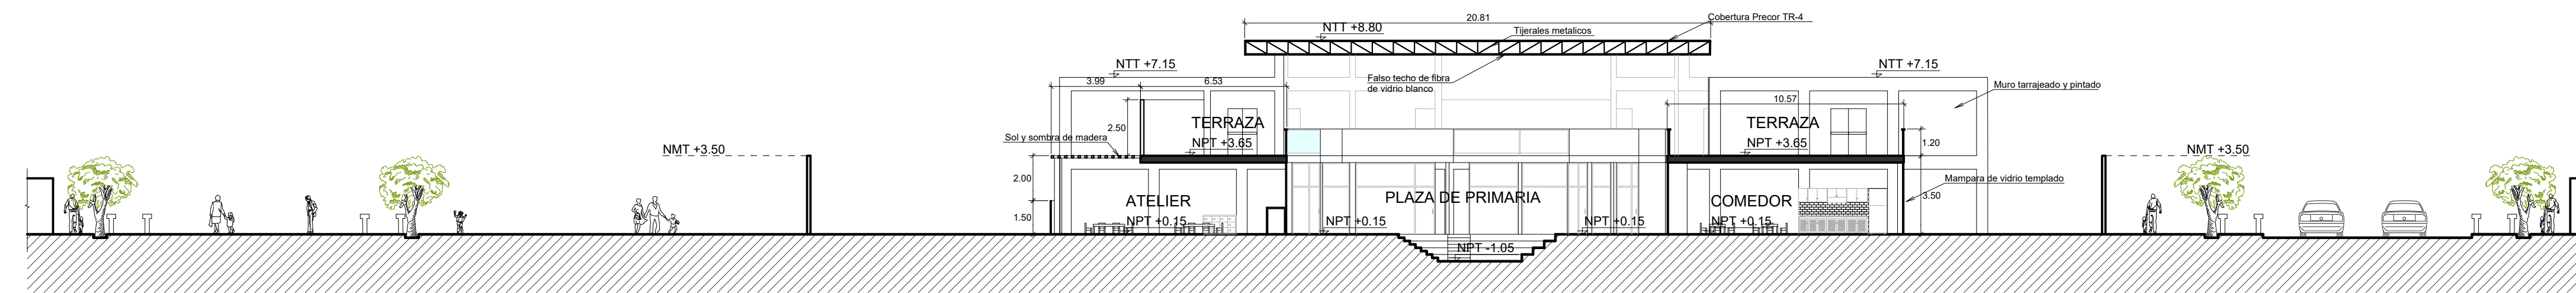 20.81
Cobertura Precor TR-4
NTT +8.80
Tijerales metalicos
NTT +7.15
NTT +7.15
3.99
6.53
Falso techo de fibra
de vidrio blanco
Muro tarrajeado y pintado
10.57
2.50
TERRAZA
TERRAZA
Sol y sombra de madera
NPT +3.65
NPT +3.65
1.20
NMT +3.50
NMT +3.50
2.00
Mampara de vidrio templado
ATELIER
PLAZA DE PRIMARIA
COMEDOR
3.50
1.50
NPT +0.15
NPT +0.15
NPT +0.15
NPT +0.15
NPT -1.05